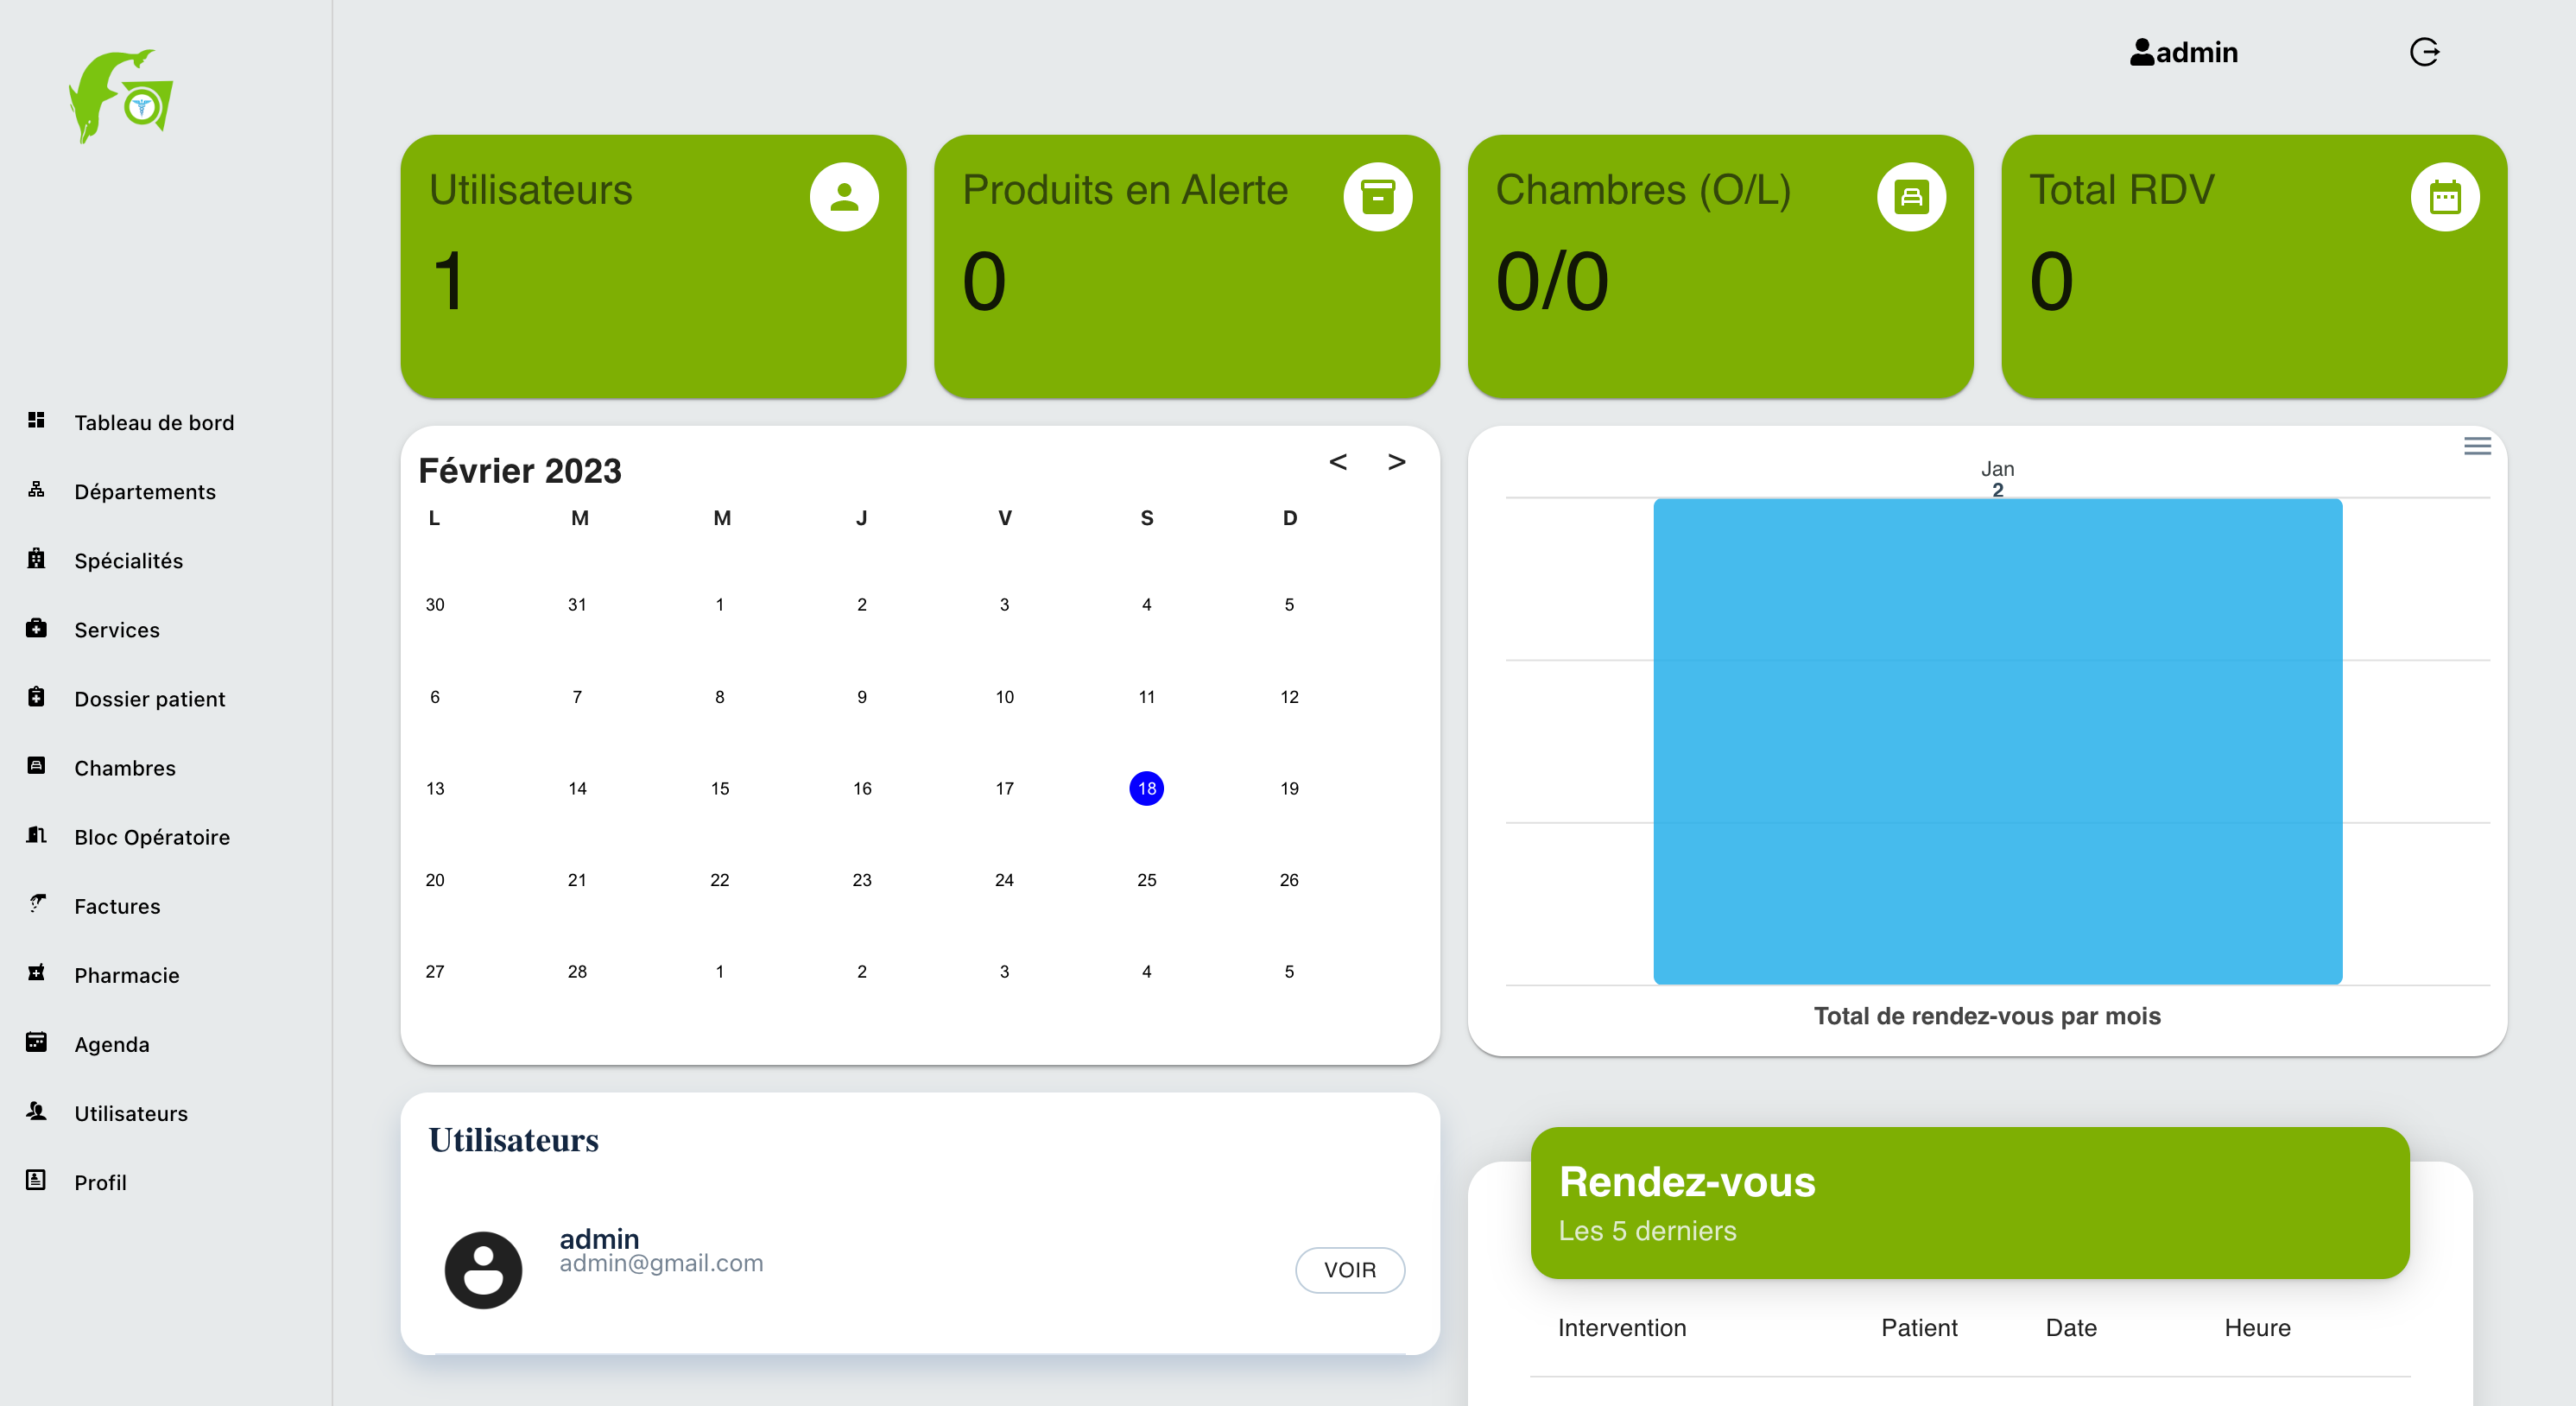 admin
Utilisateurs
1
Produits en Alerte
0
Chambres (O/L)
0/0
Total RDV
0
Tableau de bord
Départements
Spécialités
Services
Dossier patient
Chambres
Bloc Opératoire
Factures
Pharmacie
Agenda
Utilisateurs
Profil
Février 2023 < >
L M M J V S D
30 31 1 2 3 4 5
6 7 8 9 10 11 12
13 14 15 16 17 18 19
20 21 22 23 24 25 26
27 28 1 2 3 4 5
Jan
2
Total de rendez-vous par mois
Utilisateurs
admin
admin@gmail.com
VOIR
Rendez-vous
Les 5 derniers
Intervention Patient Date Heure